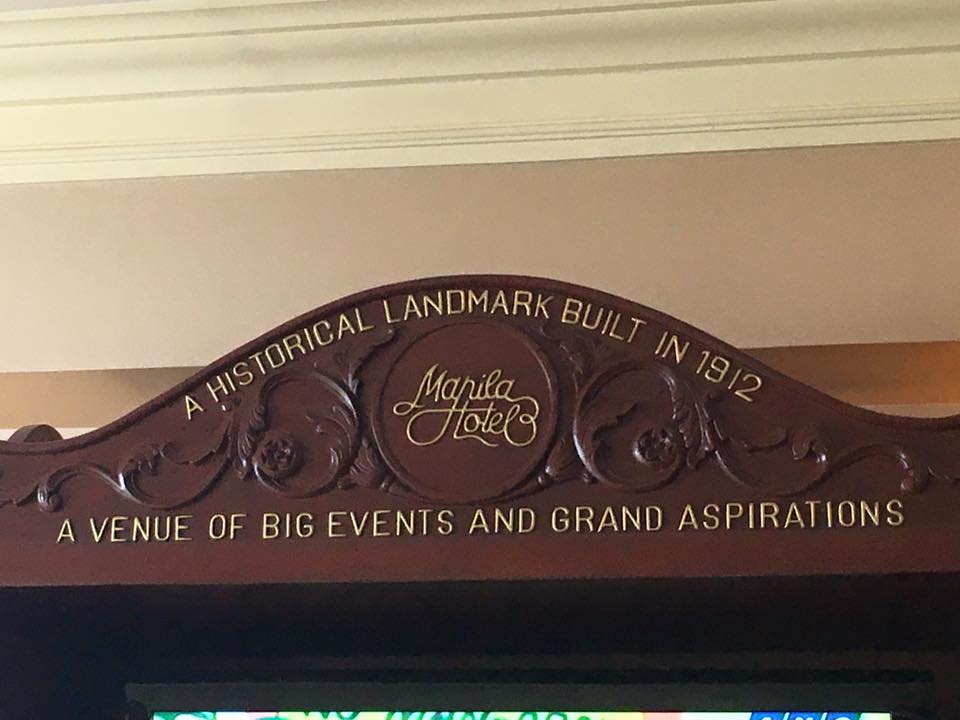 A HISTORICAL LANDMARK BUILT IN 1912
Manila
Hotel
A VENUE OF BIG EVENTS AND GRAND ASPIRATIONS